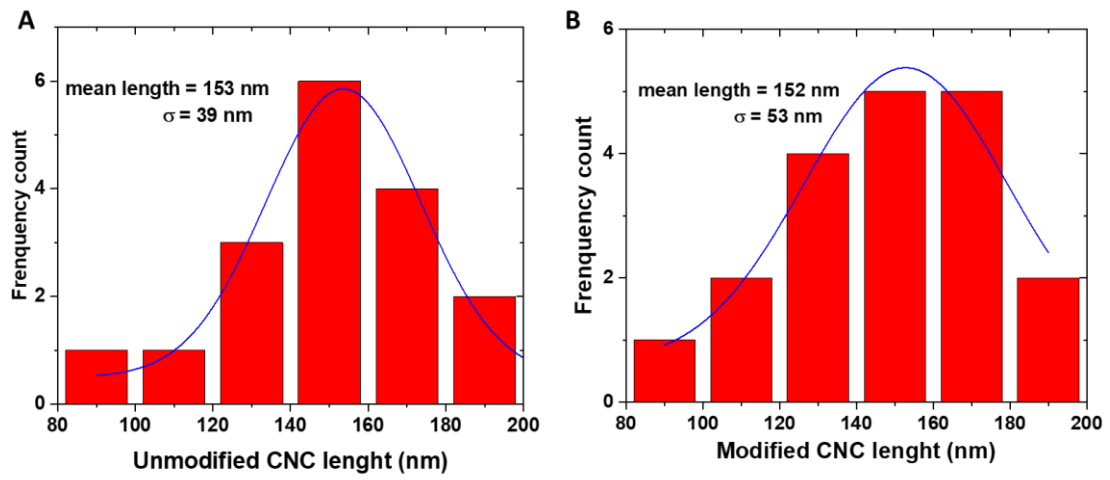 A
mean length = 153 nm
σ = 39 nm
Frenquency count
6
4
2
0
80 100 120 140 160 180 200
Unmodified CNC lenght (nm)
B
mean length = 152 nm
σ = 53 nm
Frenquency count
6
4
2
0
80 100 120 140 160 180 200
Modified CNC lenght (nm)